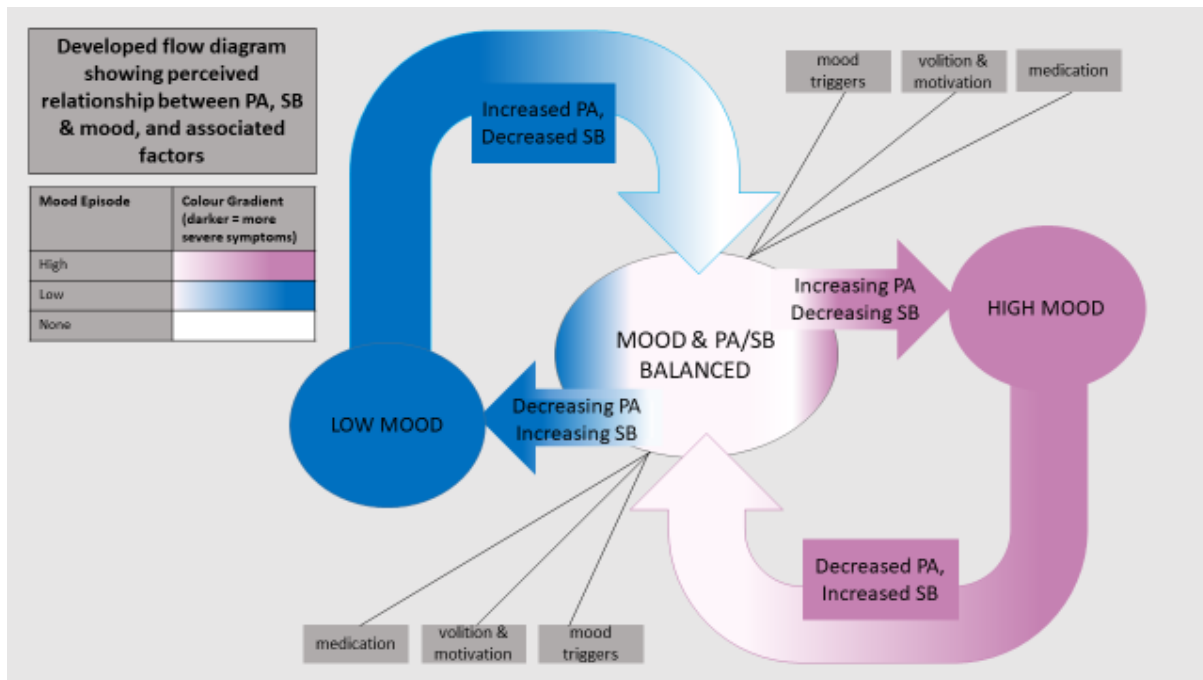 Developed flow diagram
showing perceived
relationship between PA, SB
& mood, and associated
factors
Mood Episode
Colour Gradient
(darker = more
severe symptoms)
High
Low
None
Increased PA,
Decreased SB
mood
triggers
volition &
motivation
medication
Increasing PA
Decreasing SB
HIGH MOOD
MOOD & PA/SB
BALANCED
LOW MOOD
Decreasing PA
Increasing SB
Decreased PA,
Increased SB
medication
volition &
motivation
mood
triggers